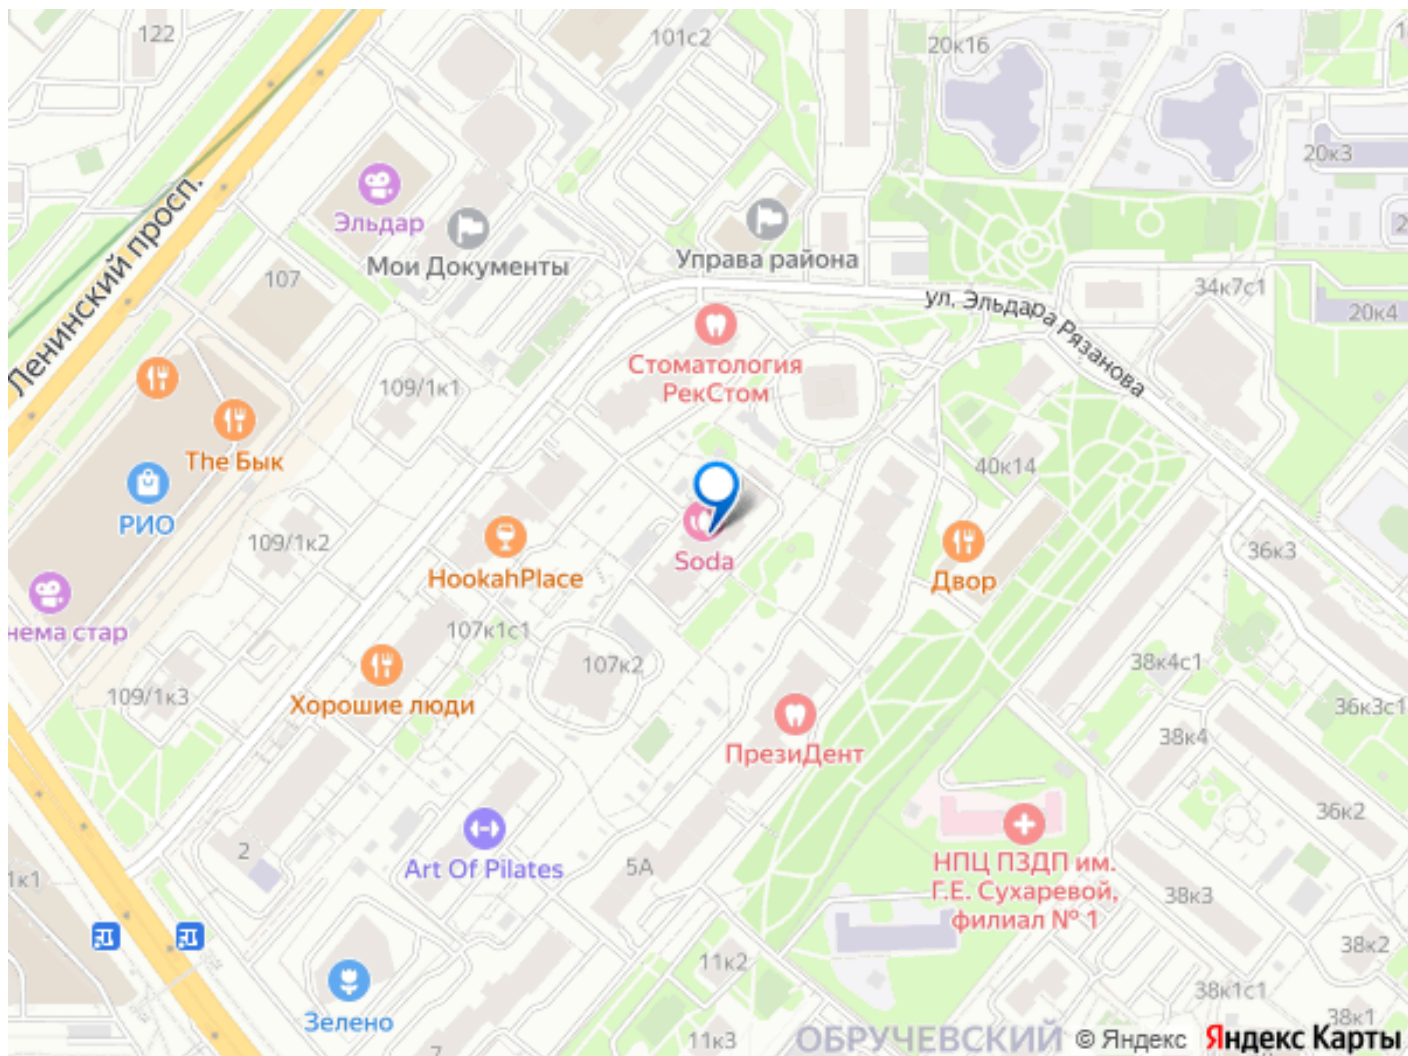 122
101с2
20к16
20к3
Ленинский просп.
Эльдар
Мои Документы
Управа района
107
34к7с1
20к4
ул. Эльдара Рязанова
Стоматология
РекСтом
109/1к1
The Бык
РИО
40к14
109/1к2
HookahPlace
Soda
Двор
36к3
нема стар
107к1с1
107к2
38к4с1
109/1к3
Хорошие люди
36к3с1
ПрезиДент
38к4
36к2
2
Art Of Pilates
5А
НПЦ ПЗДП им.
Г.Е. Сухаревой,
филиал № 1
1к1
38к3
38к2
11к2
38к1с1
Зелено
38к1
7
11к3
ОБРУЧЕВСКИЙ
© Яндекс Яндекс Карты